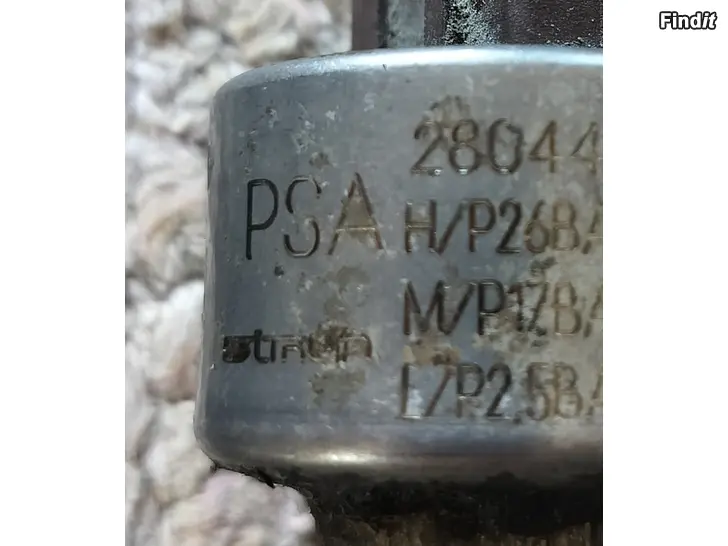 Findit
28044
PSA
H/P26BA
M/P17BA
L/P2.5BA